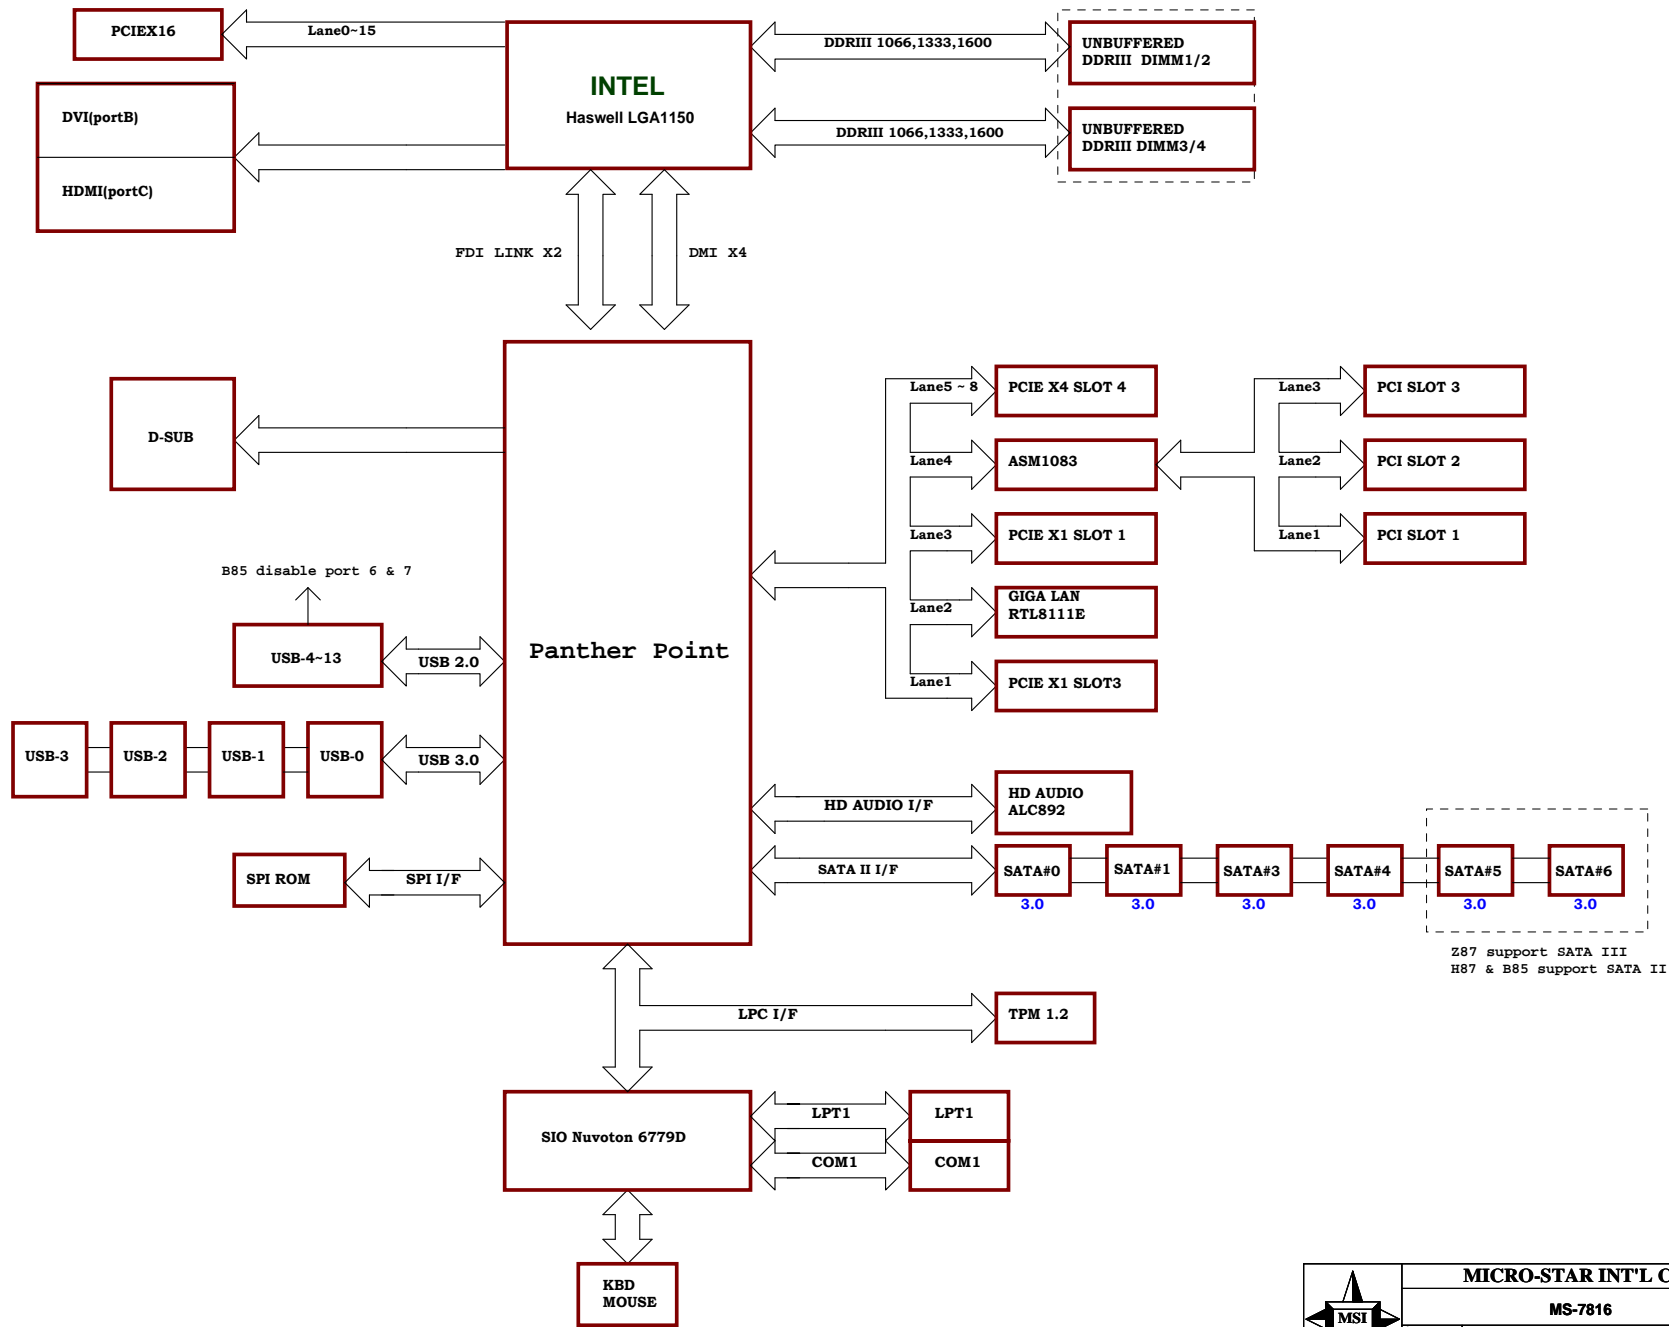 PCIEX16
Lane0~15
INTEL
Haswell LGA1150
DDRIII 1066,1333,1600
UNBUFFERED
DDRIII  DIMM1/2
DVI(portB)
HDMI(portC)
DDRIII 1066,1333,1600
UNBUFFERED
DDRIII DIMM3/4
FDI LINK X2
DMI X4
D-SUB
Panther Point
Lane5 ~ 8
PCIE X4 SLOT 4
Lane4
ASM1083
Lane3
PCIE X1 SLOT 1
Lane2
GIGA LAN
RTL8111E
Lane1
PCIE X1 SLOT3
Lane3
PCI SLOT 3
Lane2
PCI SLOT 2
Lane1
PCI SLOT 1
B85 disable port 6 & 7
USB-4~13
USB 2.0
USB-3
USB-2
USB-1
USB-0
USB 3.0
HD AUDIO I/F
HD AUDIO
ALC892
SPI ROM
SPI I/F
SATA II I/F
SATA#0
SATA#1
SATA#3
SATA#4
SATA#5
SATA#6
3.0
3.0
3.0
3.0
3.0
3.0
Z87 support SATA III
H87 & B85 support SATA II
LPC I/F
TPM 1.2
SIO Nuvoton 6779D
LPT1
LPT1
COM1
COM1
KBD
MOUSE
MSI
MICRO-STAR INT'L C
MS-7816